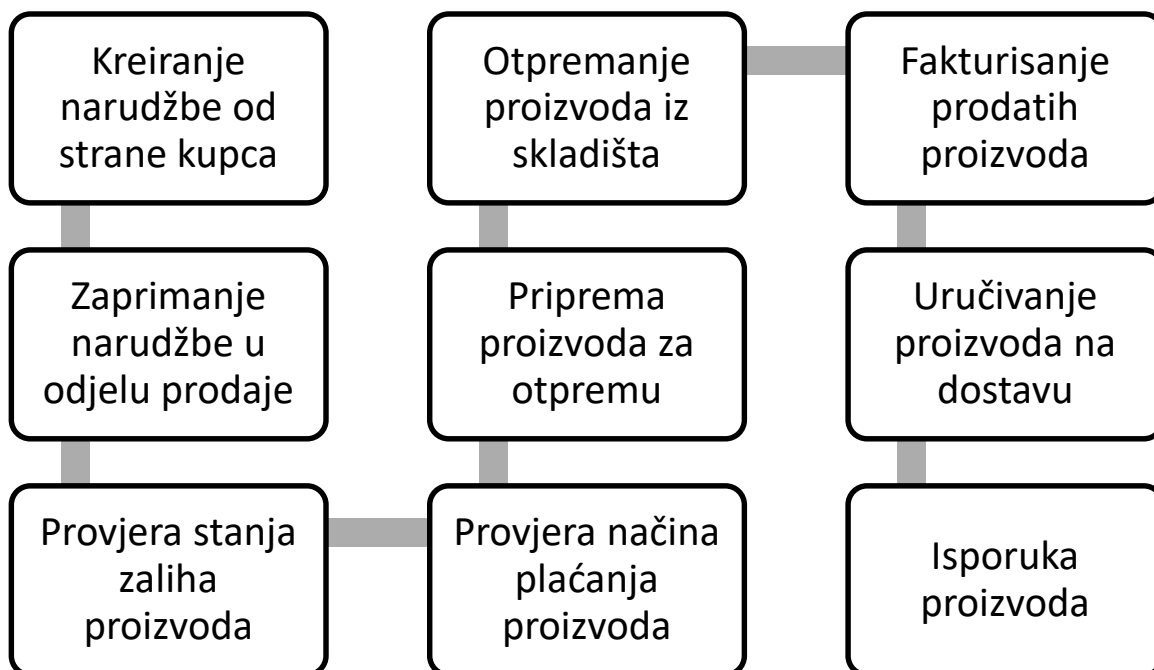 Kreiranje
narudžbe od
strane kupca
Zaprimanje
narudžbe u
odjelu prodaje
Provjera stanja
zaliha
proizvoda
Provjera načina
plaćanja
proizvoda
Priprema
proizvoda za
otpremu
Otpremanje
proizvoda iz
skladišta
Fakturisanje
prodatih
proizvoda
Uručivanje
proizvoda na
dostavu
Isporuka
proizvoda